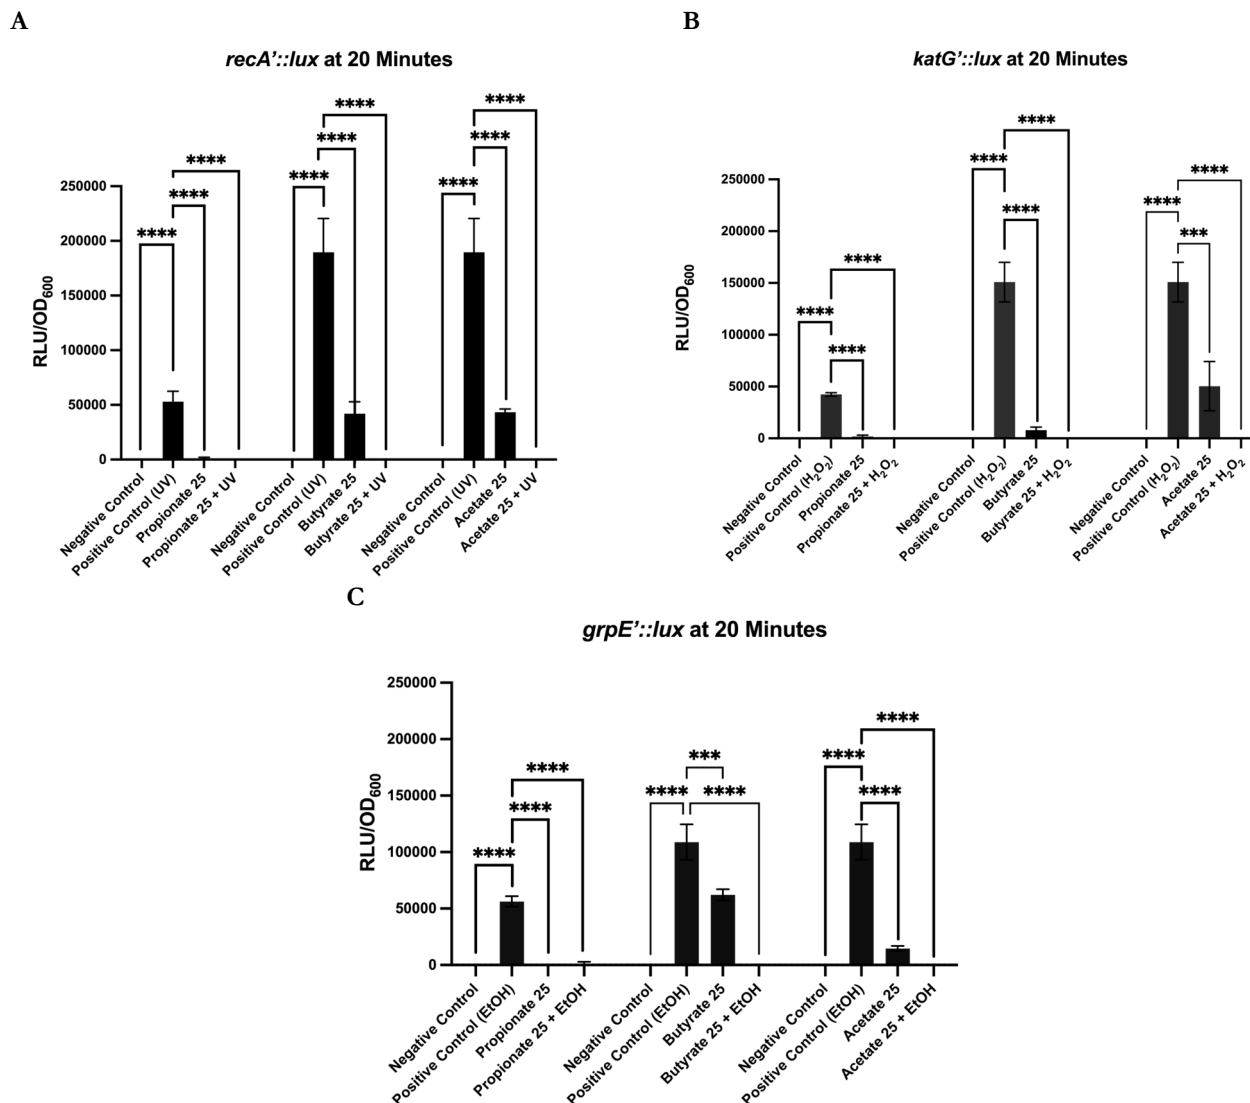 A
recA’::lux at 20 Minutes
RLU/OD600
250000
200000
150000
100000
50000
0
****
****
****
****
****
****
****
****
****
Negative Control
Positive Control (UV)
Propionate 25
Propionate 25 + UV
Negative Control
Positive Control (UV)
Butyrate 25
Butyrate 25 + UV
Negative Control
Positive Control (UV)
Acetate 25
Acetate 25 + UV
B
katG’::lux at 20 Minutes
RLU/OD600
250000
200000
150000
100000
50000
0
****
****
****
****
****
****
****
****
***
Negative Control
Positive Control (H2O2)
Propionate 25
Propionate 25 + H2O2
Negative Control
Positive Control (H2O2)
Butyrate 25
Butyrate 25 + H2O2
Negative Control
Positive Control (H2O2)
Acetate 25
Acetate 25 + H2O2
C
grpE’::lux at 20 Minutes
RLU/OD600
250000
200000
150000
100000
50000
0
****
****
****
***
****
****
****
****
****
Negative Control
Positive Control (EtOH)
Propionate 25
Propionate 25 + EtOH
Negative Control
Positive Control (EtOH)
Butyrate 25
Butyrate 25 + EtOH
Negative Control
Positive Control (EtOH)
Acetate 25
Acetate 25 + EtOH